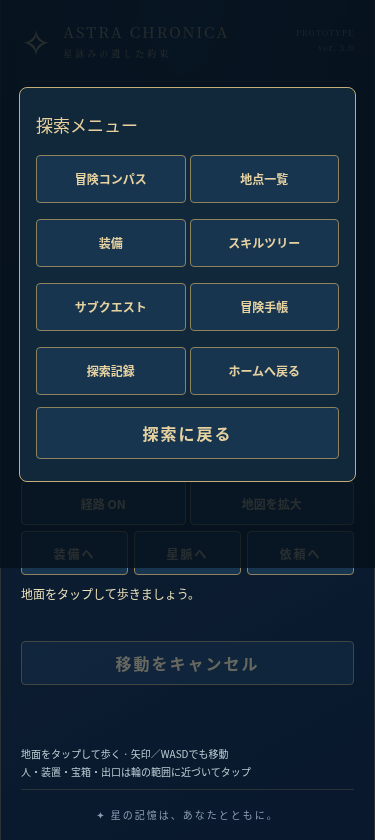 ASTRA CHRONICA
星詠みの遺した約束
PROTOTYPE
探索メニュー
冒険コンパス
地点一覧
装備
スキルツリー
サブクエスト
冒険手帳
探索記録
ホームへ戻る
探索に戻る
経路 ON
地図を拡大
装備へ
星脈へ
依頼へ
地図をタップして歩きましょう。
移動をキャンセル
地図をタップして歩く · 矢印／WASDでも移動
人・装置・宝箱・出口は輪の範囲に近づいてタップ
✦ 星の記憶は、あなたとともに。